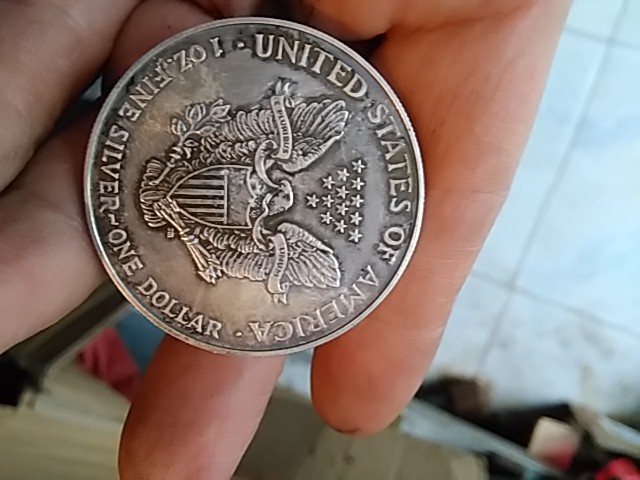 UNITED STATES OF AMERICA
1 OZ. FINE SILVER~ONE DOLLAR